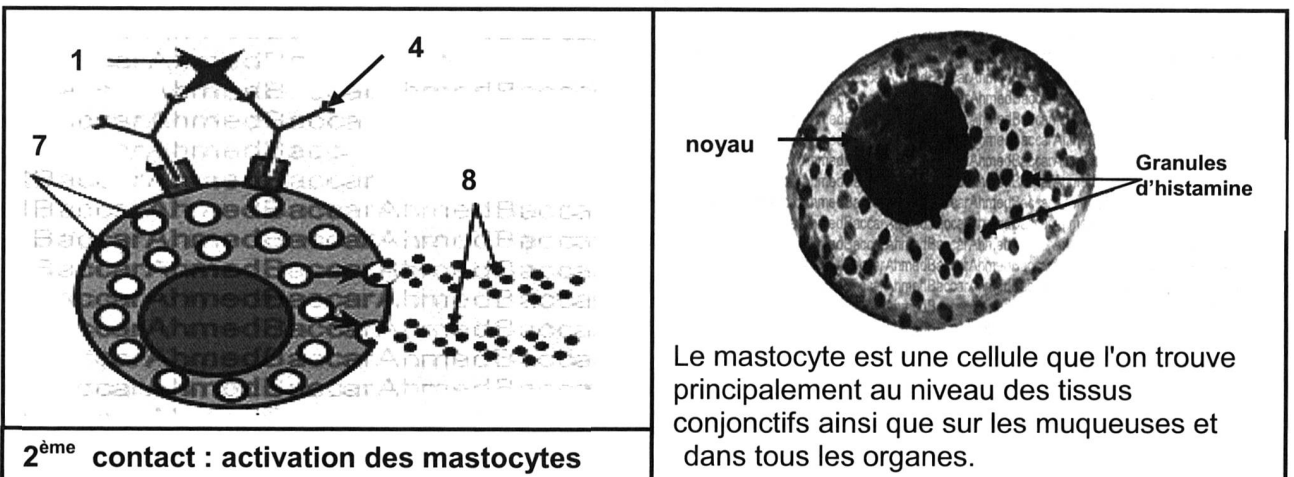 1
4
7
8
2ème contact : activation des mastocytes
noyau
Granules
d'histamine
Le mastocyte est une cellule que l'on trouve
principalement au niveau des tissus
conjonctifs ainsi que sur les muqueuses et
dans tous les organes.
AhmedBaccar